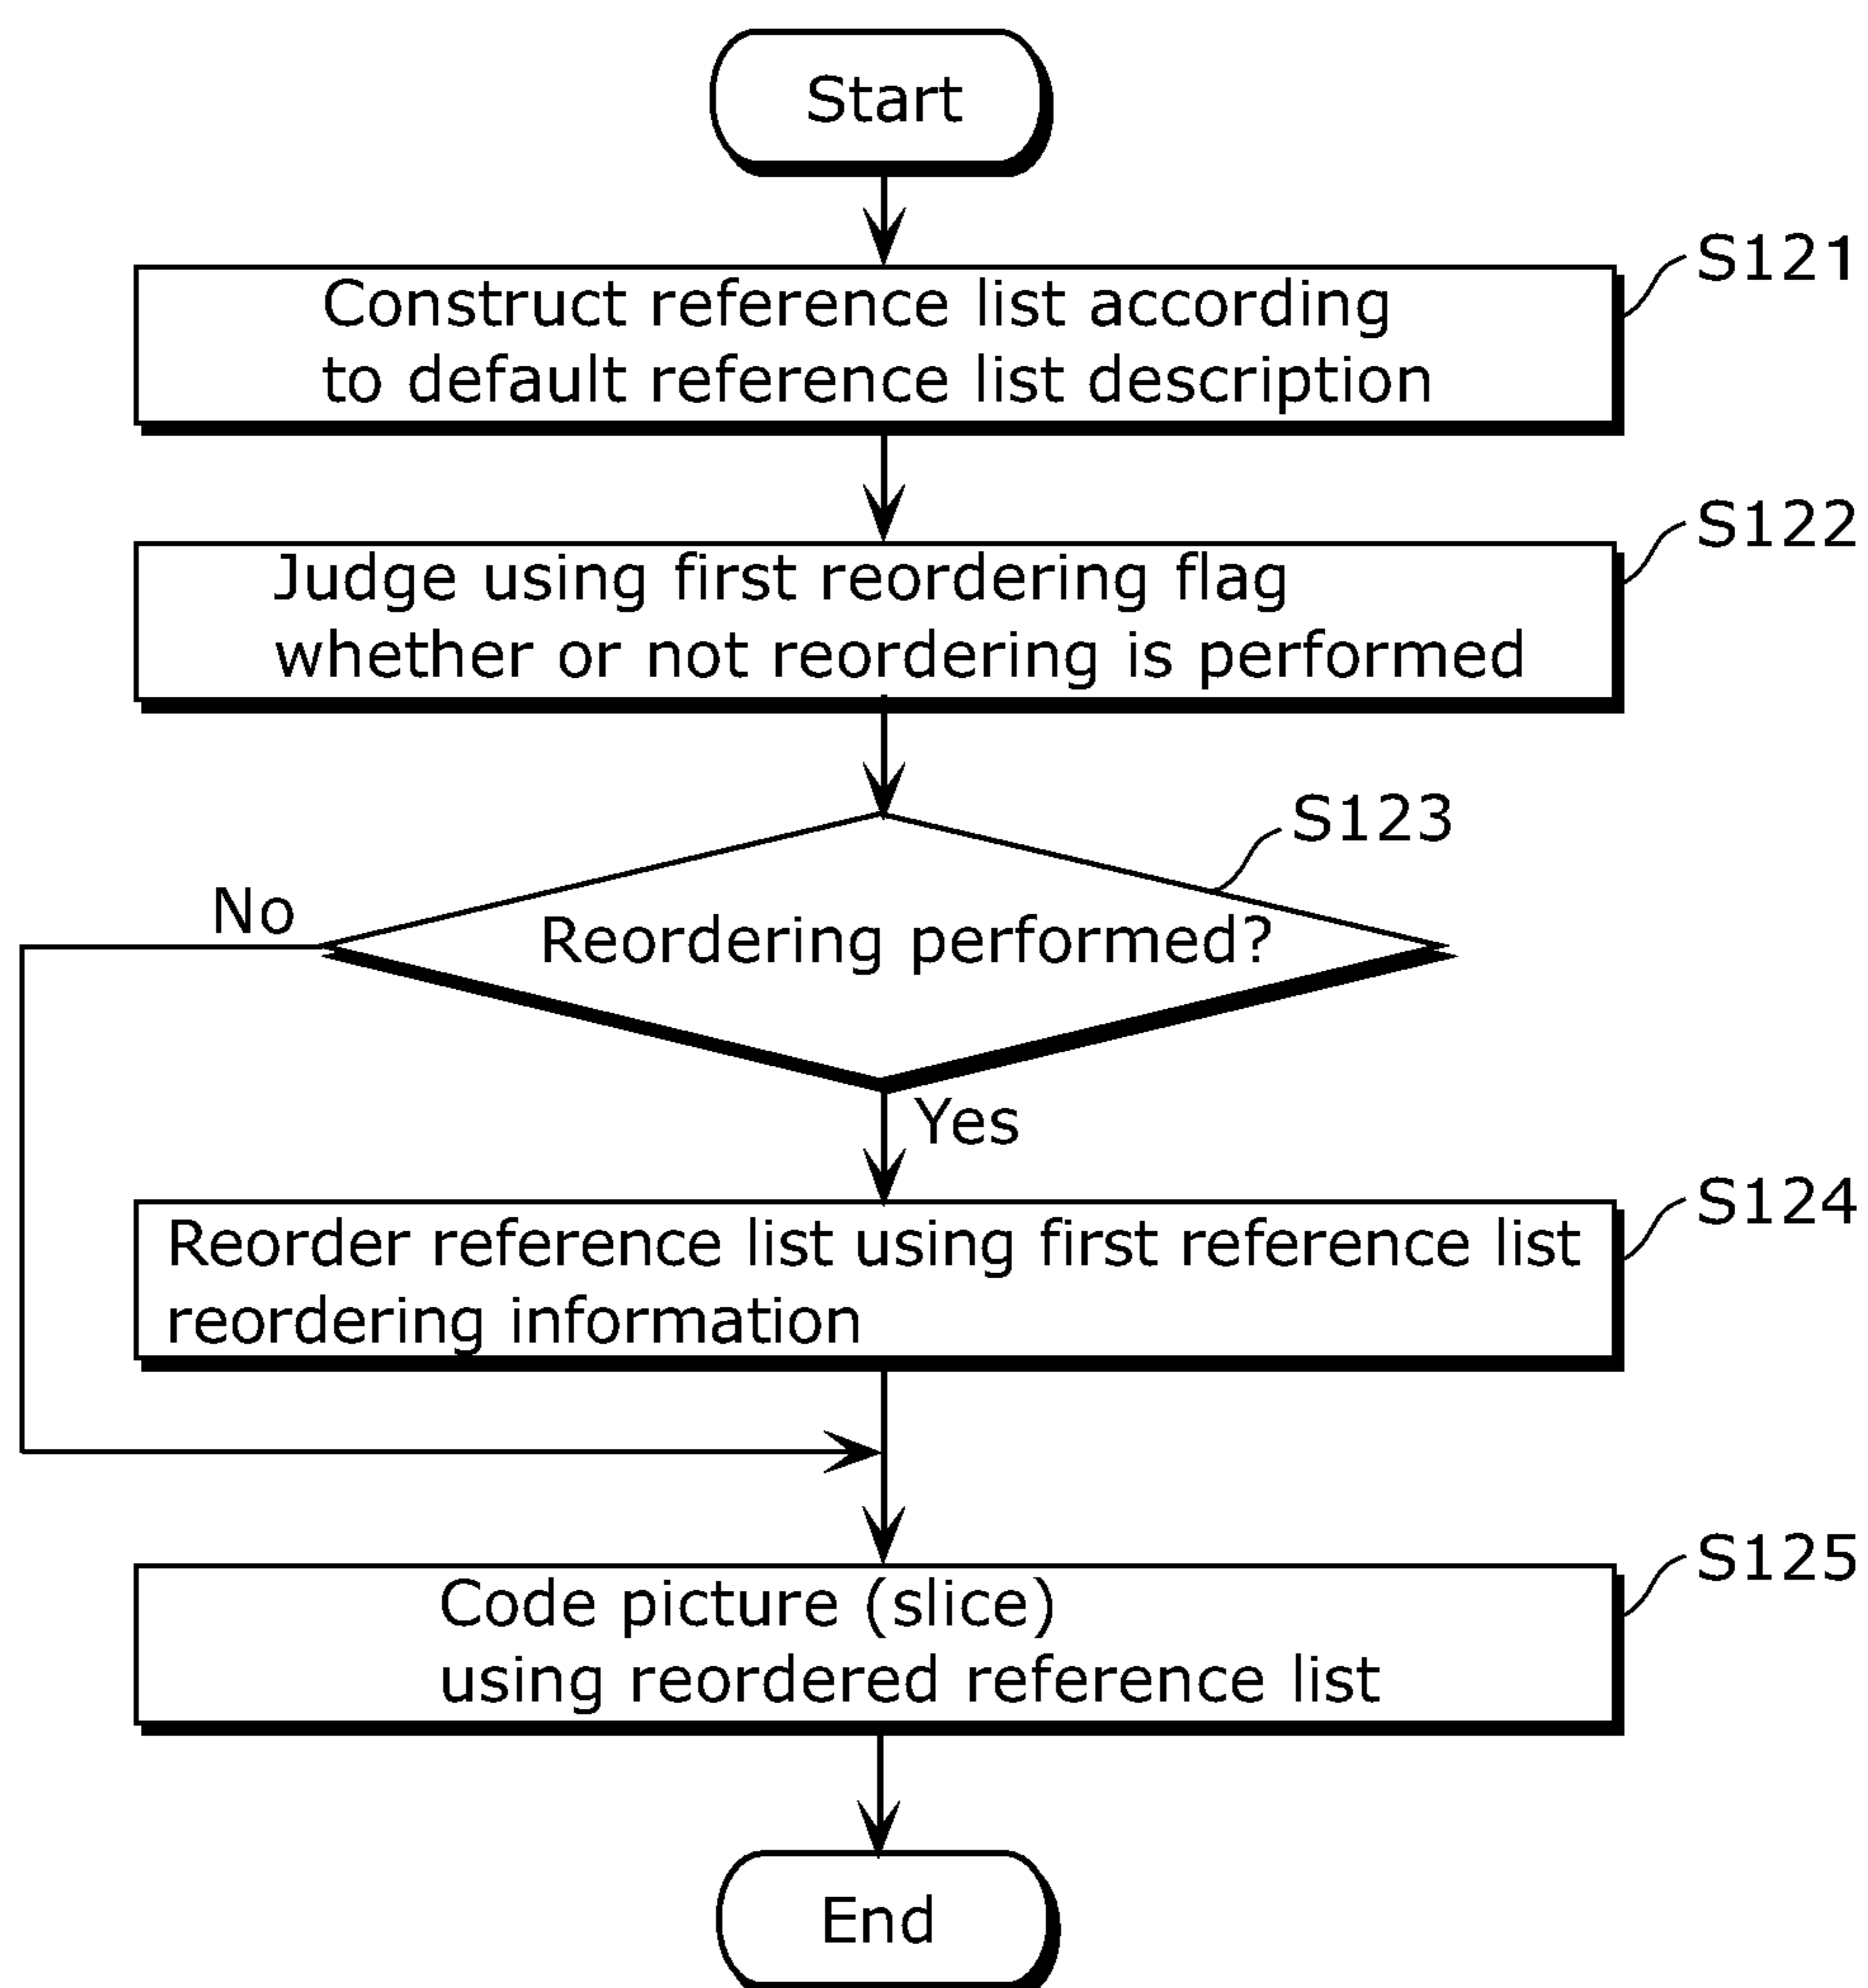 Start
S121
Construct reference list according
to default reference list description
S122
Judge using first reordering flag
whether or not reordering is performed
S123
No
Reordering performed?
Yes
S124
Reorder reference list using first reference list
reordering information
S125
Code picture (slice)
using reordered reference list
End